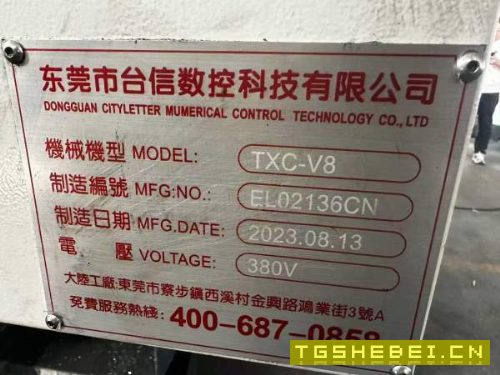 东莞市台信数控科技有限公司
DONGGUAN CITYLETTER MUMERICAL CONTROL TECHNOLOGY CO.,LTD
機械機型 MODEL: TXC-V8
制造編號 MFG:NO.: EL02136CN
制造日期 MFG.DATE: 2023.08.13
電 壓 VOLTAGE: 380V
大陸工廠:東莞市寮步鎮西溪村金興路鴻業街3號A
免費服務熱綫: 400-687-0858
TGSHEBEI.CN